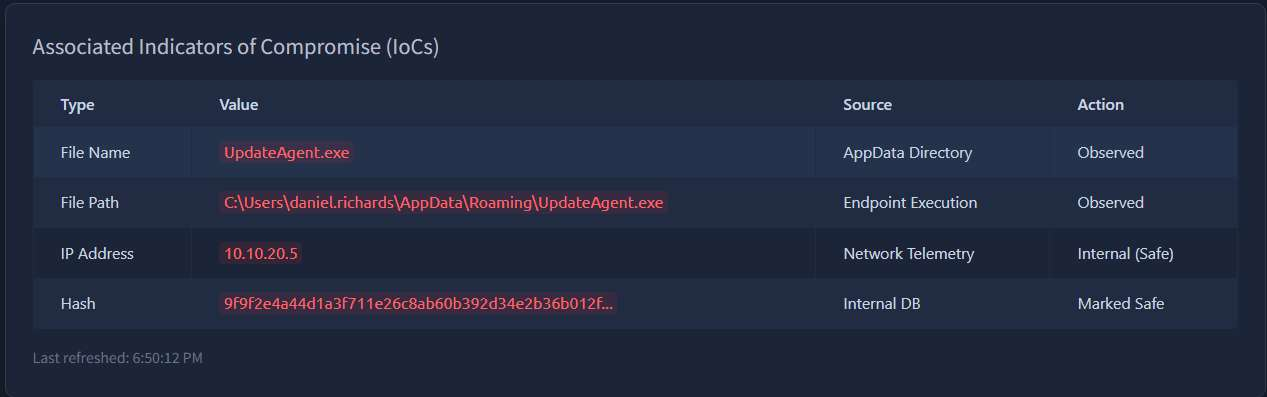 Associated Indicators of Compromise (IoCs)
Type Value Source Action
File Name UpdateAgent.exe AppData Directory Observed
File Path C:\Users\daniel.richards\AppData\Roaming\UpdateAgent.exe Endpoint Execution Observed
IP Address 10.10.20.5 Network Telemetry Internal (Safe)
Hash 9f9f2e4a44d1a3f711e26c8ab60b392d34e2b36b012f... Internal DB Marked Safe
Last refreshed: 6:50:12 PM